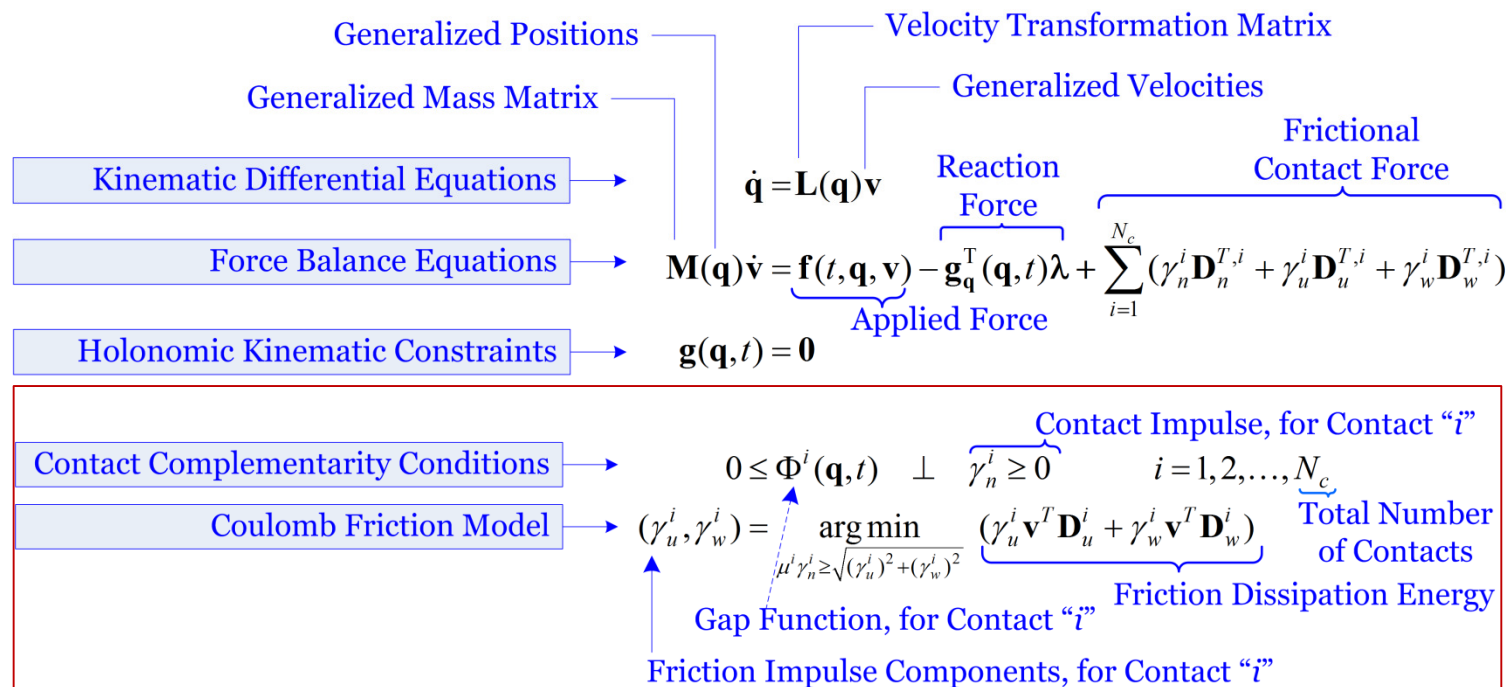 Generalized Positions
Velocity Transformation Matrix
Generalized Mass Matrix
Generalized Velocities
Frictional
Contact Force
Reaction
Force
Kinematic Differential Equations
q̇ = L(q)v
Force Balance Equations
M(q)v̇ = f(t, q, v) − g_q^T(q, t)λ + ∑_{i=1}^{N_c} (γ_n^i D_n^{T,i} + γ_u^i D_u^{T,i} + γ_w^i D_w^{T,i})
Applied Force
Holonomic Kinematic Constraints
g(q, t) = 0
Contact Impulse, for Contact “i”
Contact Complementarity Conditions
0 ≤ Φ^i(q, t) ⊥ γ_n^i ≥ 0 i = 1, 2, …, N_c
Coulomb Friction Model
(γ_u^i, γ_w^i) = arg min_{μ^i γ_n^i ≥ √((γ_u^i)^2 + (γ_w^i)^2)} (γ_u^i v^T D_u^i + γ_w^i v^T D_w^i)
Total Number
of Contacts
Friction Dissipation Energy
Gap Function, for Contact “i”
Friction Impulse Components, for Contact “i”